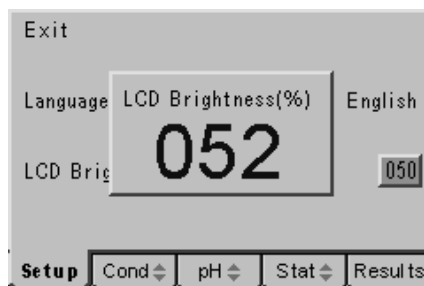 Exit
LCD Brightness(%)
Language English
052
LCD Brig 050
Setup Cond pH Stat Results